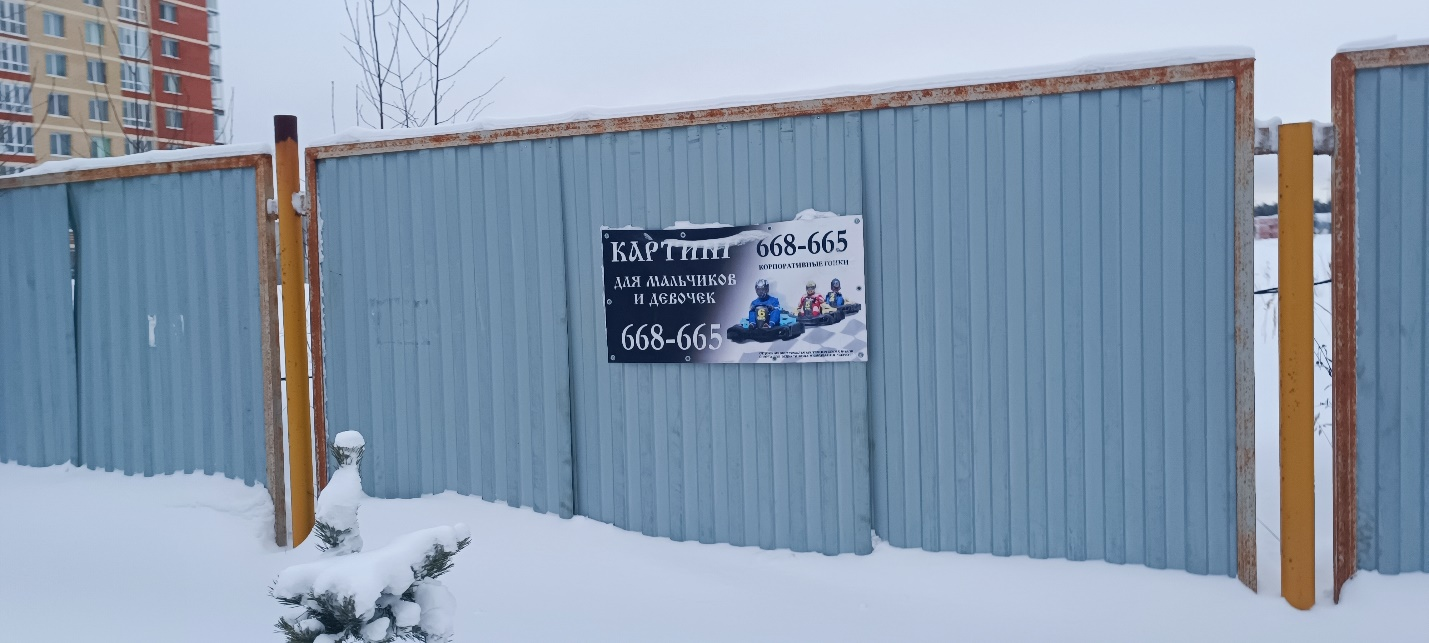 КАРТИНГ
ДЛЯ МАЛЬЧИКОВ
И ДЕВОЧЕК
668-665
668-665
КОРПОРАТИВНЫЕ ГОНКИ